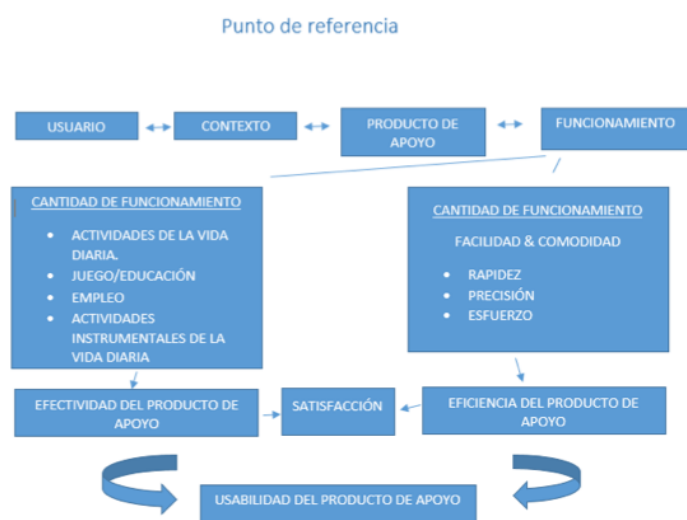 Punto de referencia
USUARIO
CONTEXTO
PRODUCTO DE
APOYO
FUNCIONAMIENTO
CANTIDAD DE FUNCIONAMIENTO
• ACTIVIDADES DE LA VIDA
DIARIA.
• JUEGO/EDUCACIÓN
• EMPLEO
• ACTIVIDADES
INSTRUMENTALES DE LA
VIDA DIARIA
CANTIDAD DE FUNCIONAMIENTO
FACILIDAD & COMODIDAD
• RAPIDEZ
• PRECISIÓN
• ESFUERZO
EFECTIVIDAD DEL PRODUCTO DE
APOYO
SATISFACCIÓN
EFICIENCIA DEL PRODUCTO DE
APOYO
USABILIDAD DEL PRODUCTO DE APOYO